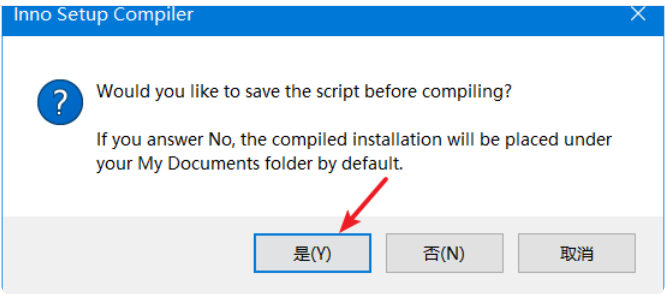 Inno Setup Compiler
Would you like to save the script before compiling?
If you answer No, the compiled installation will be placed under
your My Documents folder by default.
是(Y)
否(N)
取消